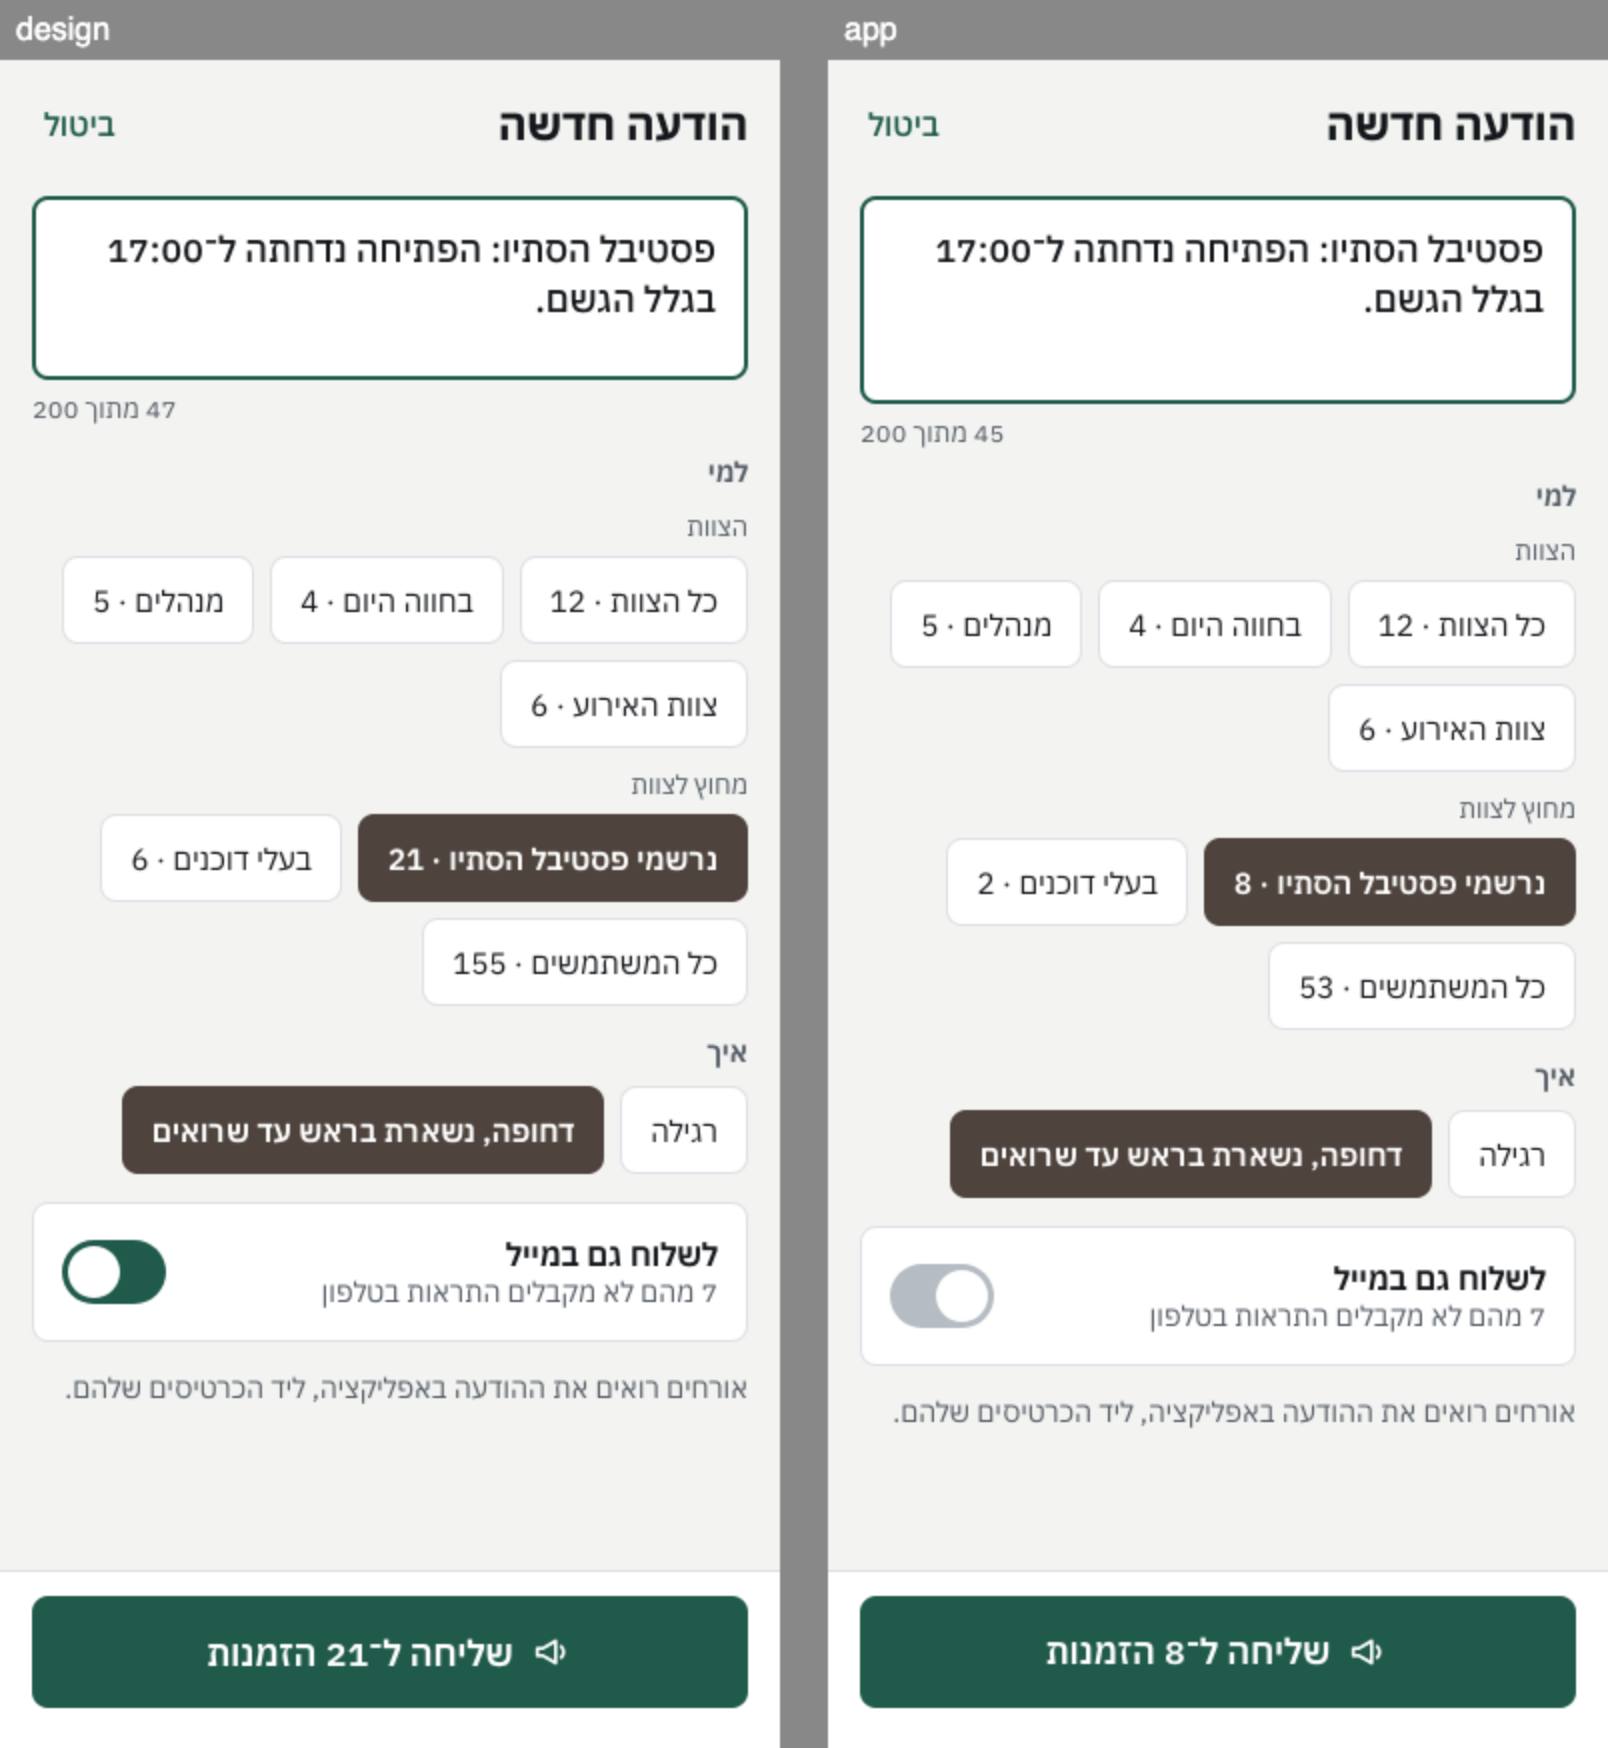 design
הודעה חדשה
ביטול
פסטיבל הסתיו: הפתיחה נדחתה ל־17:00
בגלל הגשם.
47 מתוך 200
למי
הצוות
כל הצוות · 12
בחווה היום · 4
מנהלים · 5
צוות האירוע · 6
מחוץ לצוות
נרשמי פסטיבל הסתיו · 21
בעלי דוכנים · 6
כל המשתמשים · 155
איך
רגילה
דחופה, נשארת בראש עד שרואים
לשלוח גם במייל
7 מהם לא מקבלים התראות בטלפון
אורחים רואים את ההודעה באפליקציה, ליד הכרטיסים שלהם.
שליחה ל־21 הזמנות
app
הודעה חדשה
ביטול
פסטיבל הסתיו: הפתיחה נדחתה ל־17:00
בגלל הגשם.
45 מתוך 200
למי
הצוות
כל הצוות · 12
בחווה היום · 4
מנהלים · 5
צוות האירוע · 6
מחוץ לצוות
נרשמי פסטיבל הסתיו · 8
בעלי דוכנים · 2
כל המשתמשים · 53
איך
רגילה
דחופה, נשארת בראש עד שרואים
לשלוח גם במייל
7 מהם לא מקבלים התראות בטלפון
אורחים רואים את ההודעה באפליקציה, ליד הכרטיסים שלהם.
שליחה ל־8 הזמנות